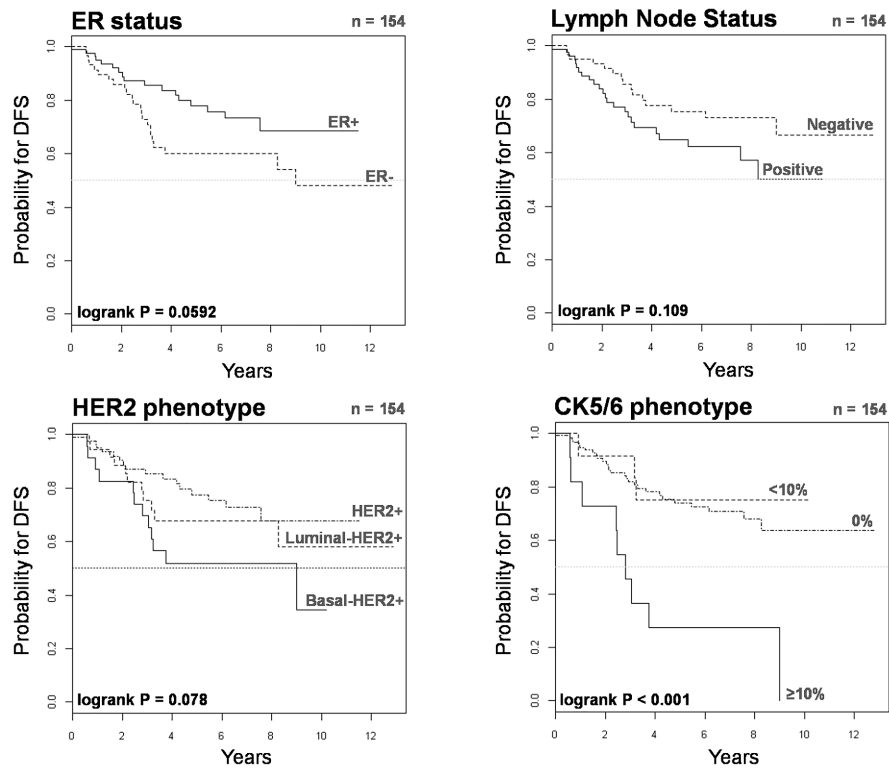 ER status
n = 154
Probability for DFS
1.0
0.8
0.6
0.4
0.2
0.0
ER+
ER-
logrank P = 0.0592
0 2 4 6 8 10 12
Years
Lymph Node Status
n = 154
Probability for DFS
1.0
0.8
0.6
0.4
0.2
0.0
Negative
Positive
logrank P = 0.109
0 2 4 6 8 10 12
Years
HER2 phenotype
n = 154
Probability for DFS
1.0
0.8
0.6
0.4
0.2
0.0
HER2+
Luminal-HER2+
Basal-HER2+
logrank P = 0.078
0 2 4 6 8 10 12
Years
CK5/6 phenotype
n = 154
Probability for DFS
1.0
0.8
0.6
0.4
0.2
0.0
<10%
0%
≥10%
logrank P < 0.001
0 2 4 6 8 10 12
Years